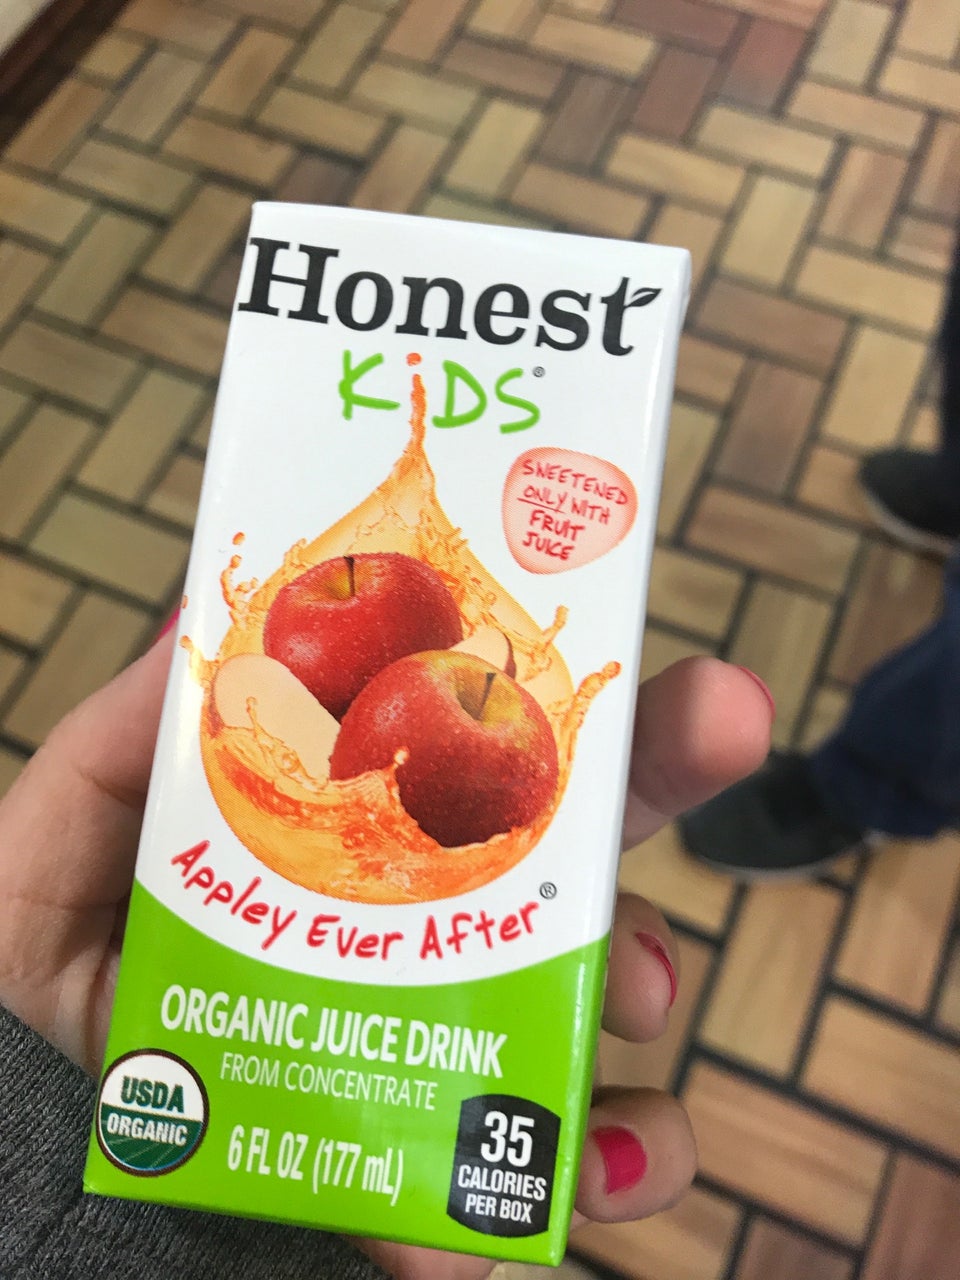 Honest
KiDS®
SWEETENED
ONLY WITH
FRUIT
JUICE
Appley Ever After®
ORGANIC JUICE DRINK
FROM CONCENTRATE
USDA
ORGANIC
6 FL OZ (177 mL)
35
CALORIES
PER BOX